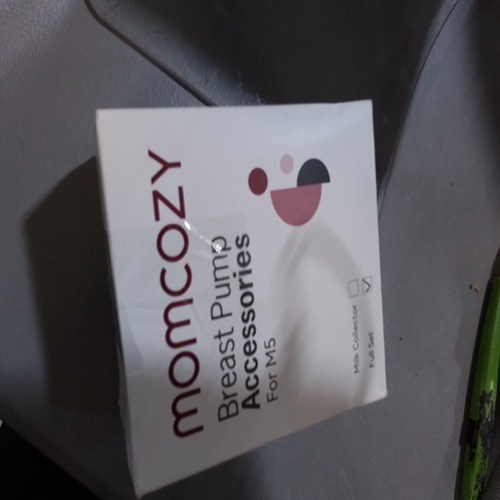 momcozy
Breast Pump
Accessories
For M5
Milk Collector
Full Set